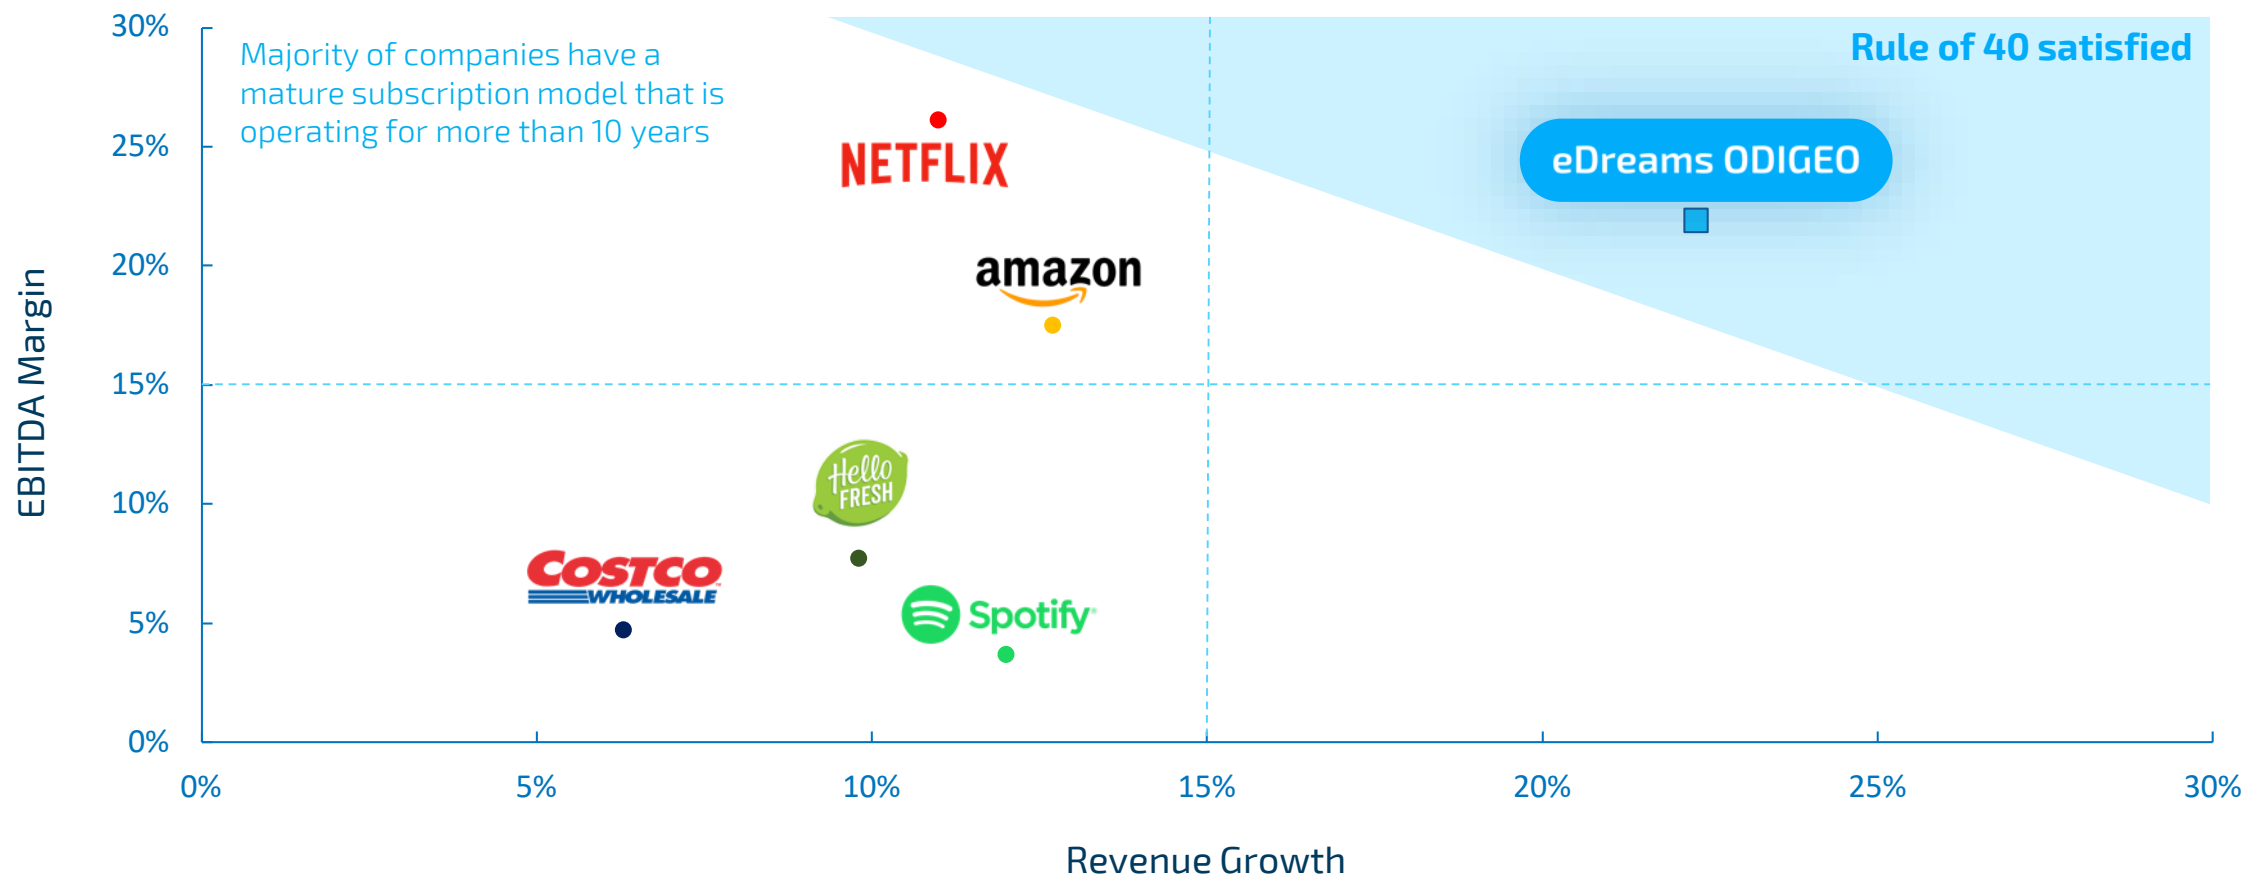 30%
Majority of companies have a
mature subscription model that is
operating for more than 10 years
Rule of 40 satisfied
25%
NETFLIX
eDreams ODIGEO
20%
amazon
EBITDA Margin
15%
Hello
FRESH
10%
COSTCO
WHOLESALE
Spotify
5%
0%
0%
5%
10%
15%
20%
25%
30%
Revenue Growth